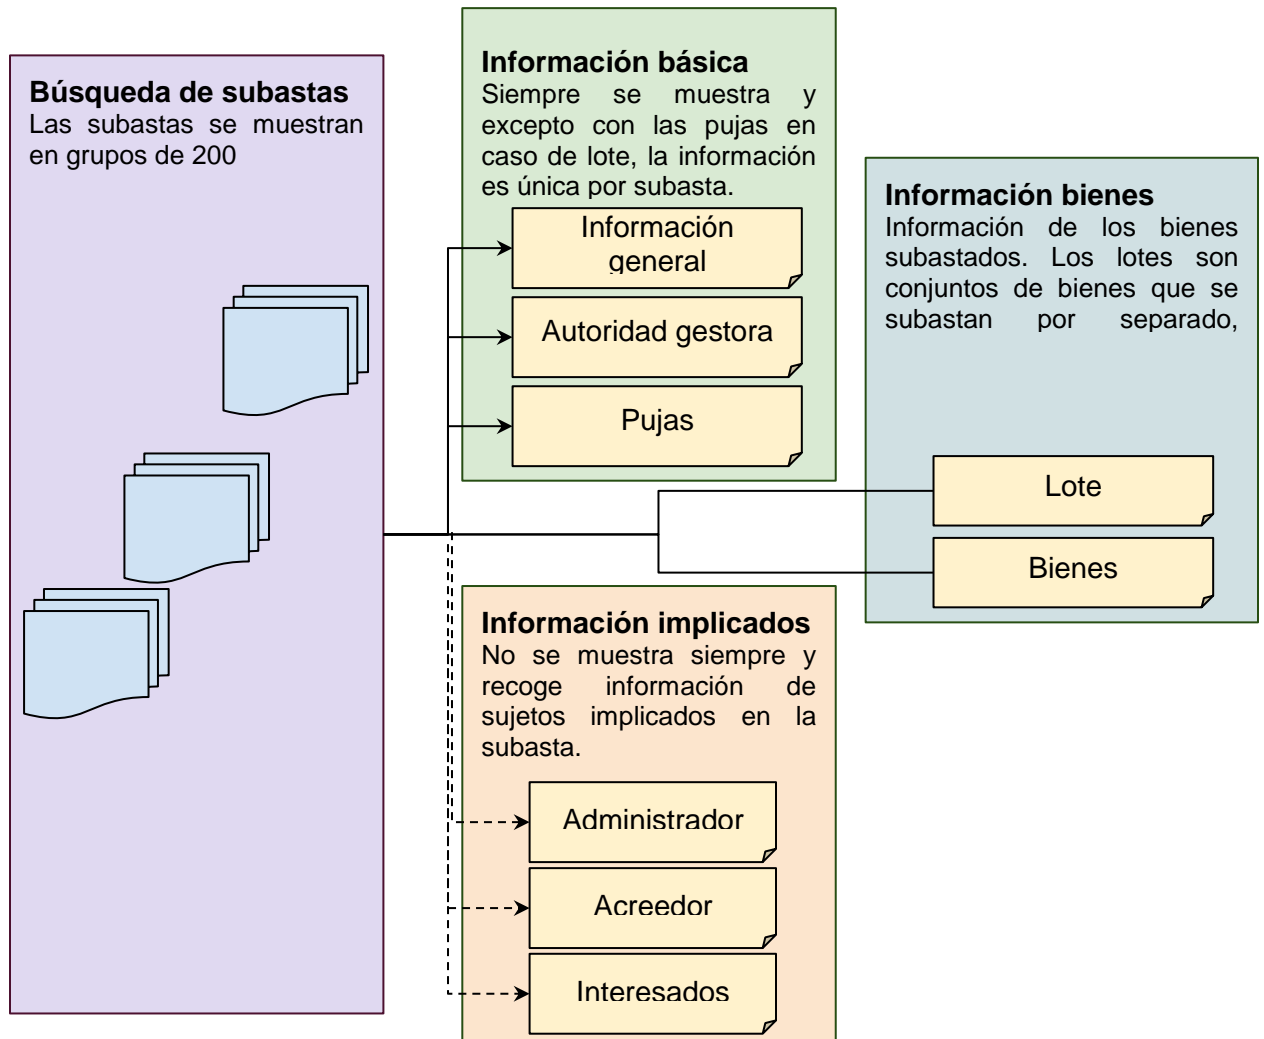 Búsqueda de subastas
Las subastas se muestran
en grupos de 200
Información básica
Siempre se muestra y
excepto con las pujas en
caso de lote, la información
es única por subasta.
Información
general
Autoridad gestora
Pujas
Información bienes
Información de los bienes
subastados. Los lotes son
conjuntos de bienes que se
subastan por separado,
Lote
Bienes
Información implicados
No se muestra siempre y
recoge información de
sujetos implicados en la
subasta.
Administrador
Acreedor
Interesados